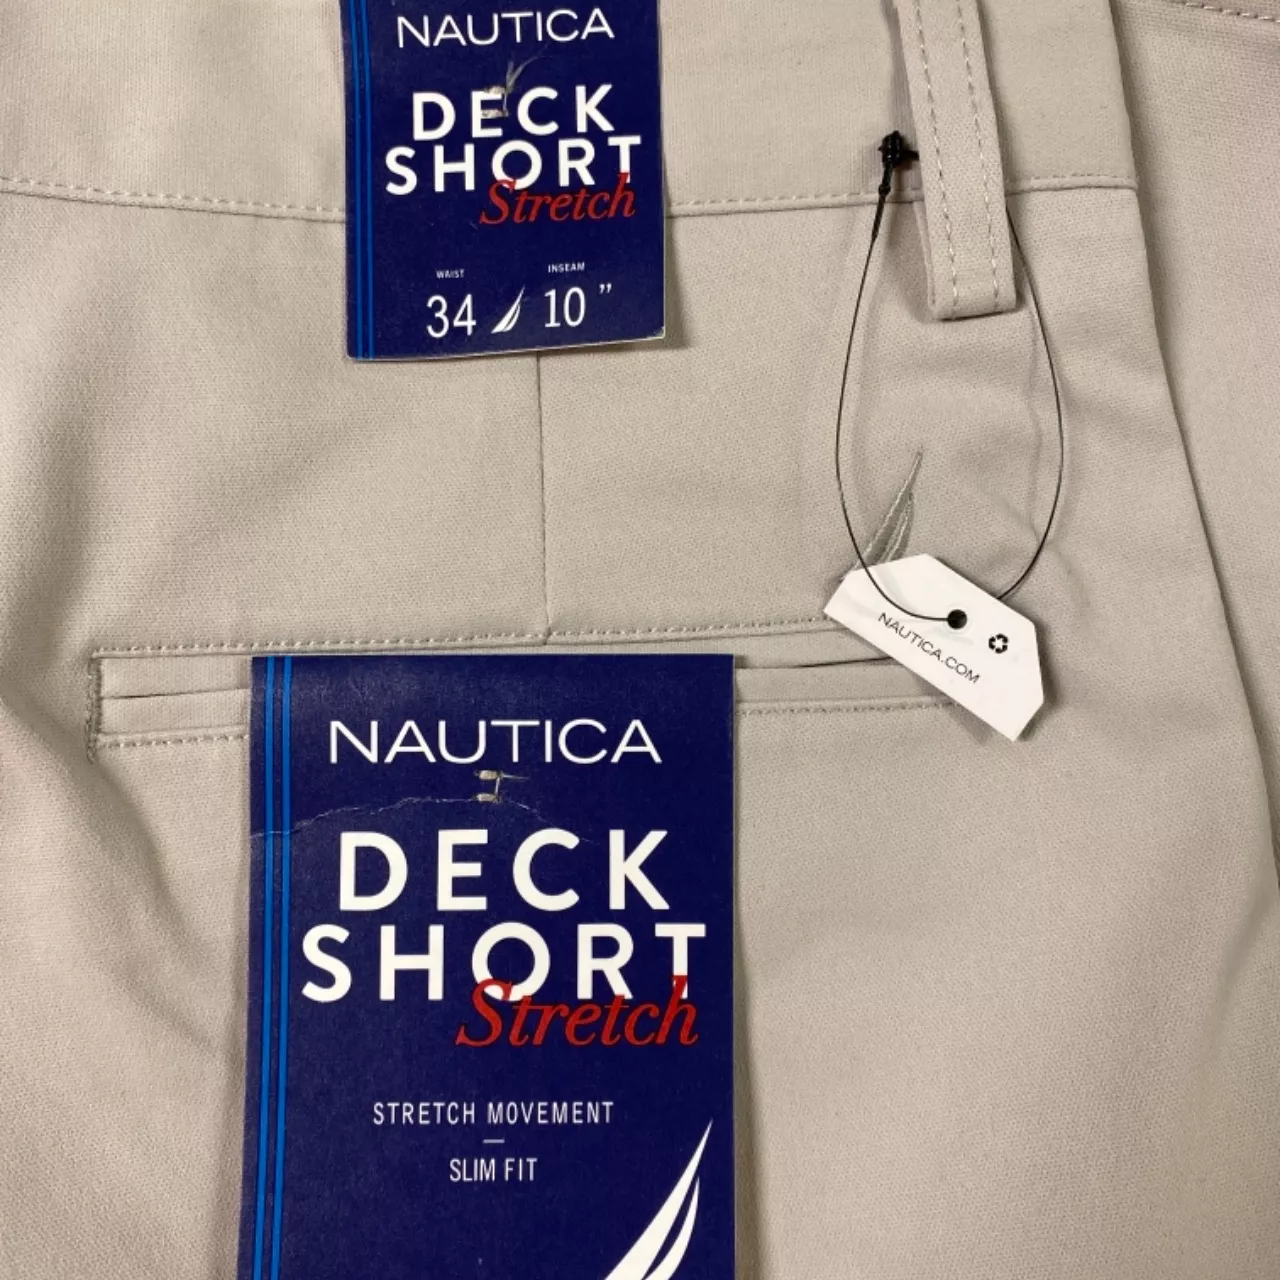 NAUTICA
DECK
SHORT
Stretch
WAIST INSEAM
34 10 "
NAUTICA.COM
NAUTICA
DECK
SHORT
Stretch
STRETCH MOVEMENT
—
SLIM FIT